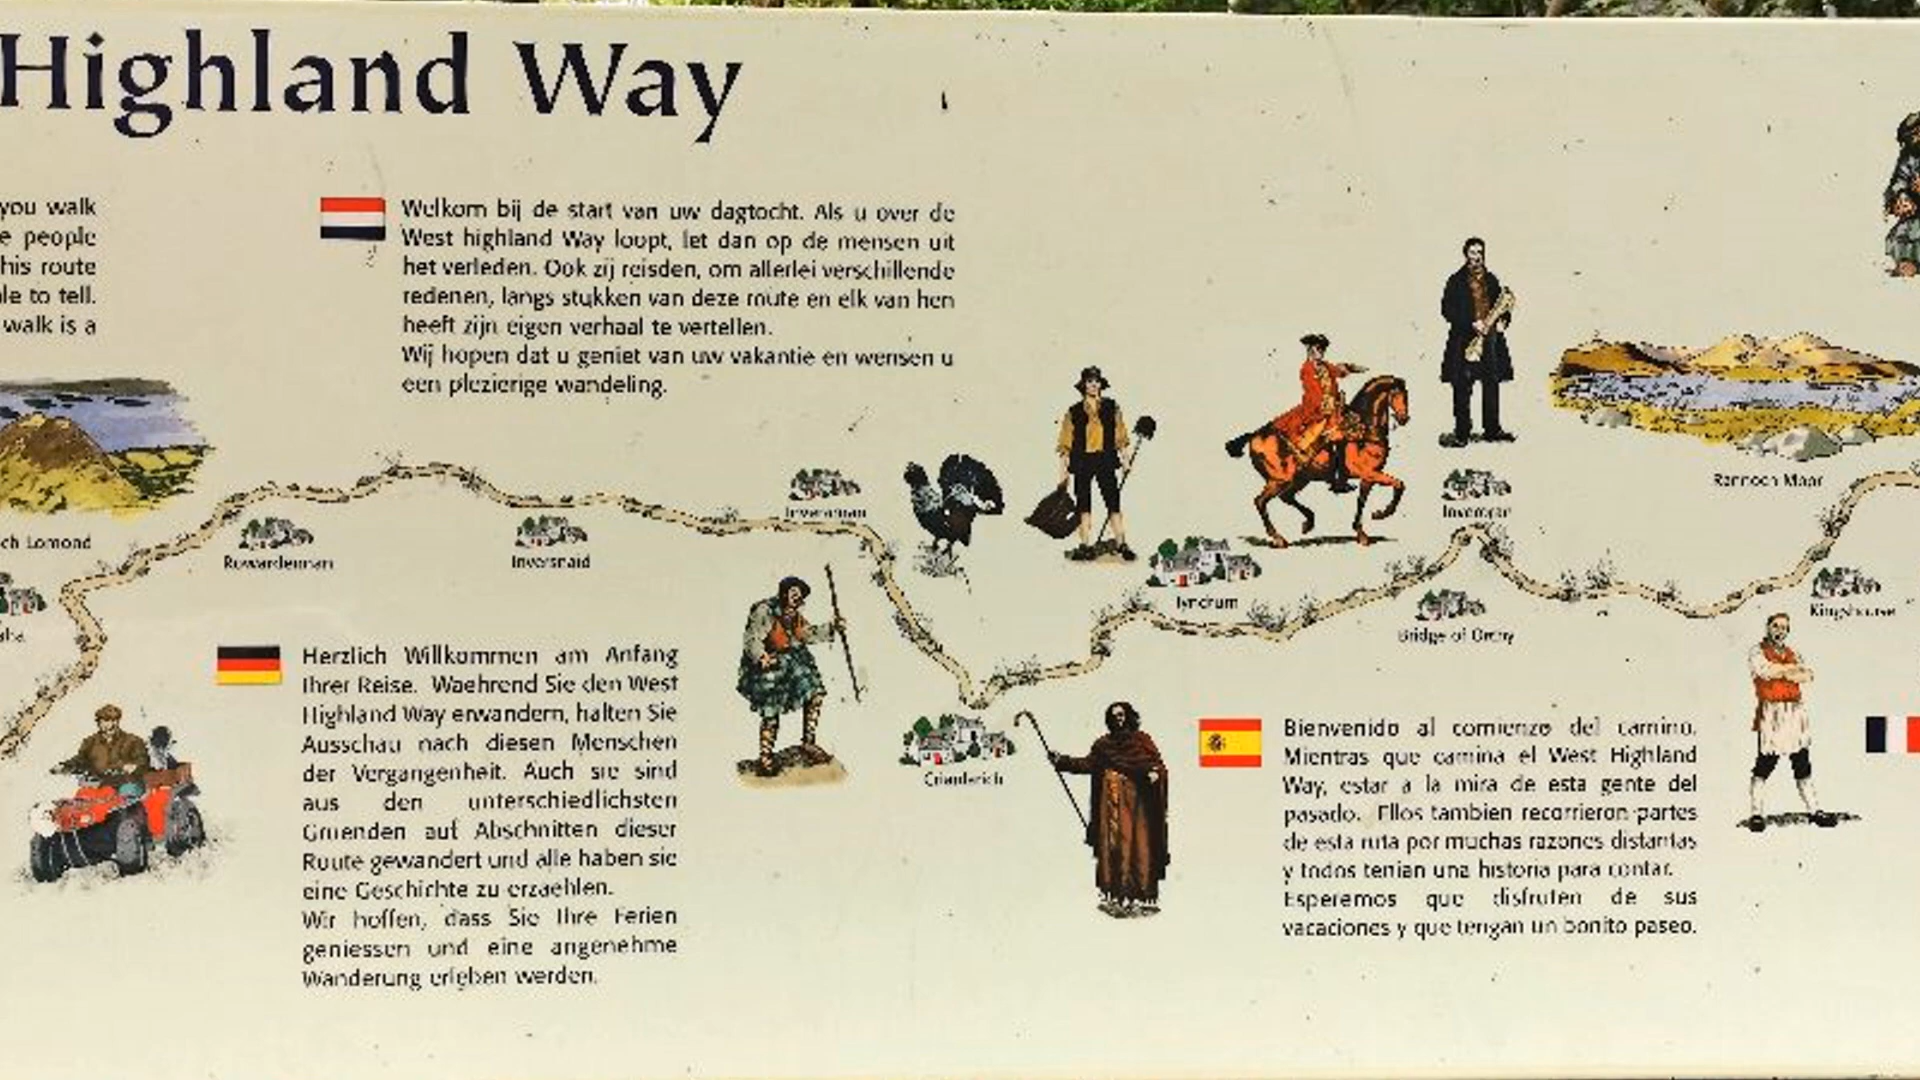 Highland Way
you walk
e people
his route
le to tell.
walk is a
Welkom bij de start van uw dagtocht. Als u over de
West highland Way loopt, let dan op de mensen uit
het verleden. Ook zij reisden, om allerlei verschillende
redenen, langs stukken van deze route en elk van hen
heeft zijn eigen verhaal te vertellen.
Wij hopen dat u geniet van uw vakantie en wensen u
een plezierige wandeling.
ch Lomond
Rowardennan
Inversnaid
Inverarnan
Tyndrum
Inveroran
Bridge of Orchy
Rannoch Moor
Kingshouse
aha
Crianlarich
Herzlich Willkommen am Anfang
Ihrer Reise. Waehrend Sie den West
Highland Way erwandern, halten Sie
Ausschau nach diesen Menschen
der Vergangenheit. Auch sie sind
aus den unterschiedlichsten
Gruenden auf Abschnitten dieser
Route gewandert und alle haben sie
eine Geschichte zu erzaehlen.
Wir hoffen, dass Sie Ihre Ferien
geniessen und eine angenehme
Wanderung erleben werden.
Bienvenido al comienzo del camino.
Mientras que camina el West Highland
Way, estar a la mira de esta gente del
pasado. Ellos tambien recorrieron partes
de esta ruta por muchas razones distantas
y todos tenian una historia para contar.
Esperemos que disfruten de sus
vacaciones y que tengan un bonito paseo.